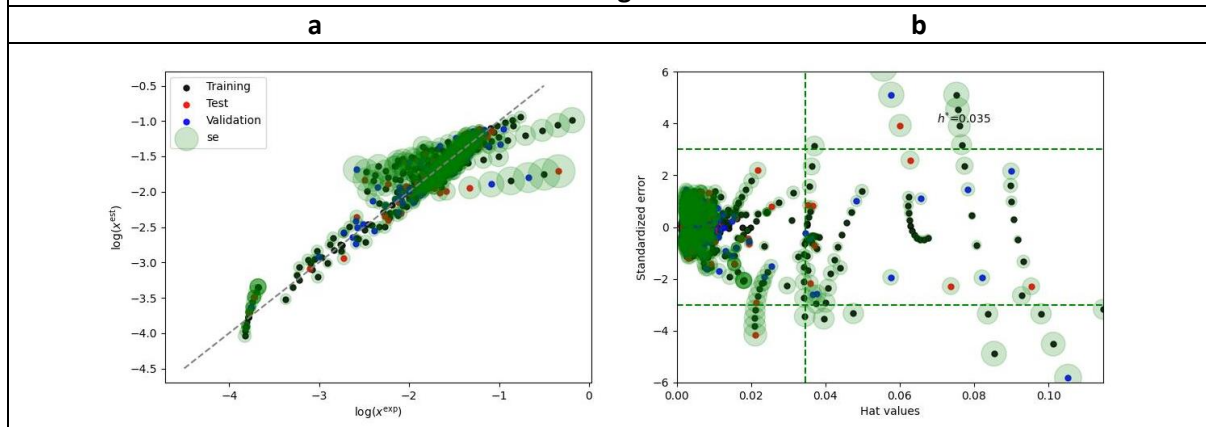 a
b
−0.5
−1.0
−1.5
−2.0
−2.5
−3.0
−3.5
−4.0
−4.5
log(x^est)
−4
−3
−2
−1
0
log(x^exp)
Training
Test
Validation
se
6
4
2
0
−2
−4
−6
Standardized error
h*=0.035
0.00
0.02
0.04
0.06
0.08
0.10
Hat values